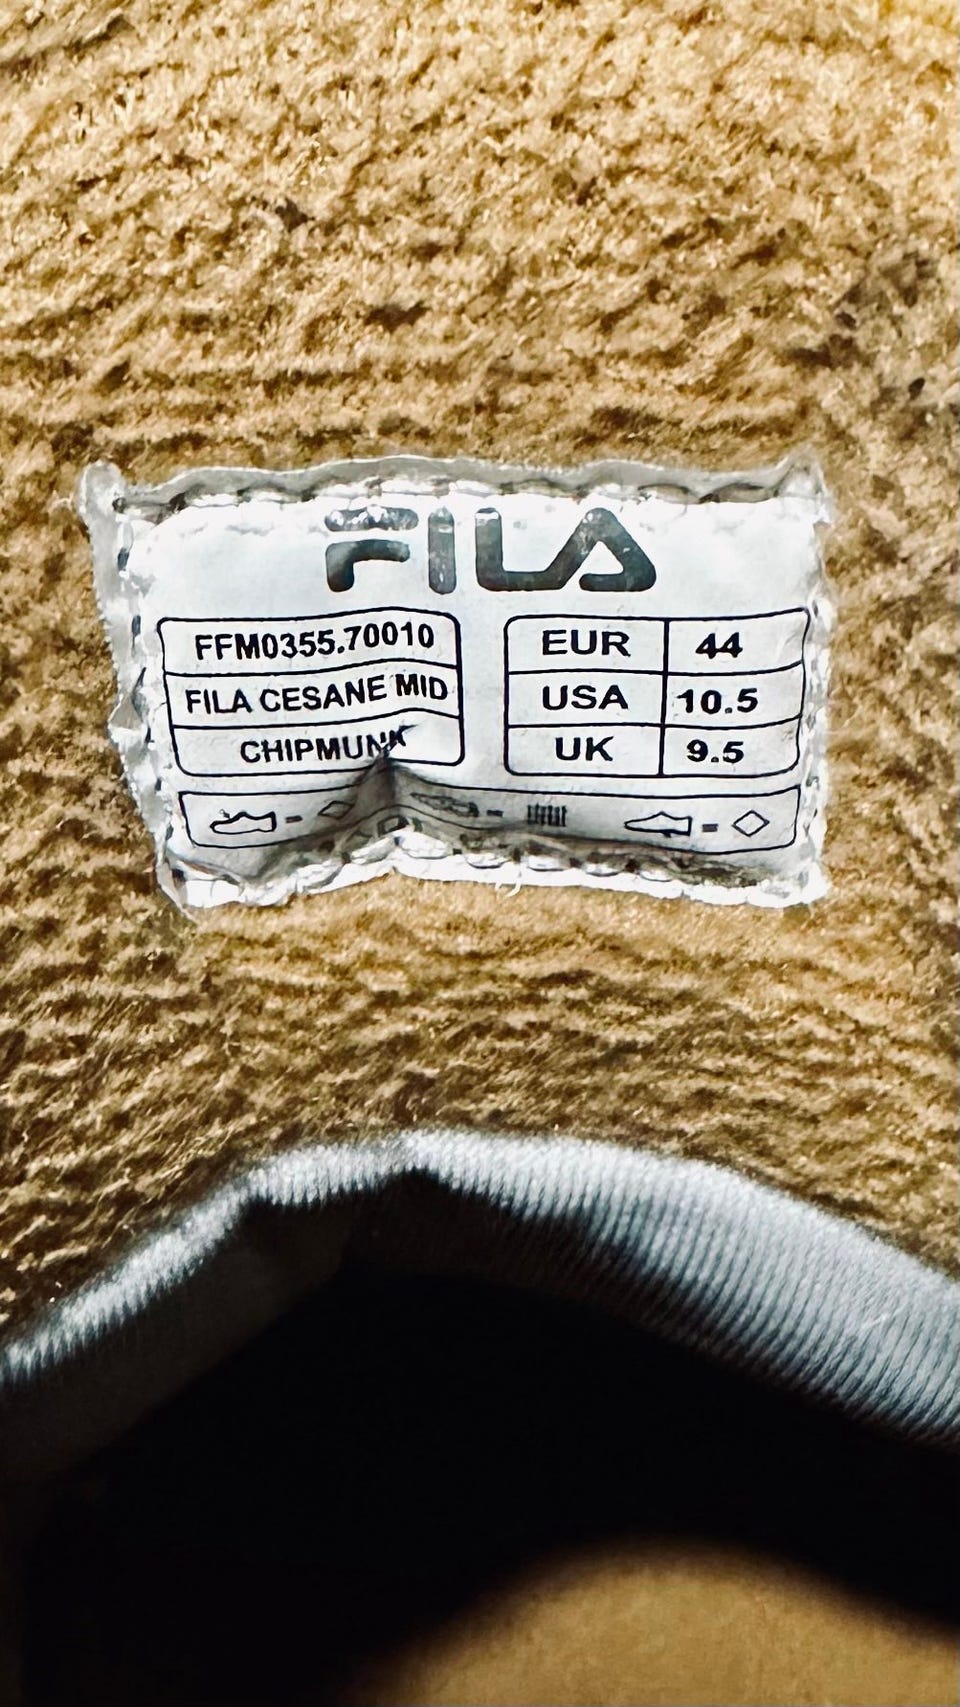 FILA
FFM0355.70010
FILA CESANE MID
CHIPMUNK
EUR 44
USA 10.5
UK 9.5